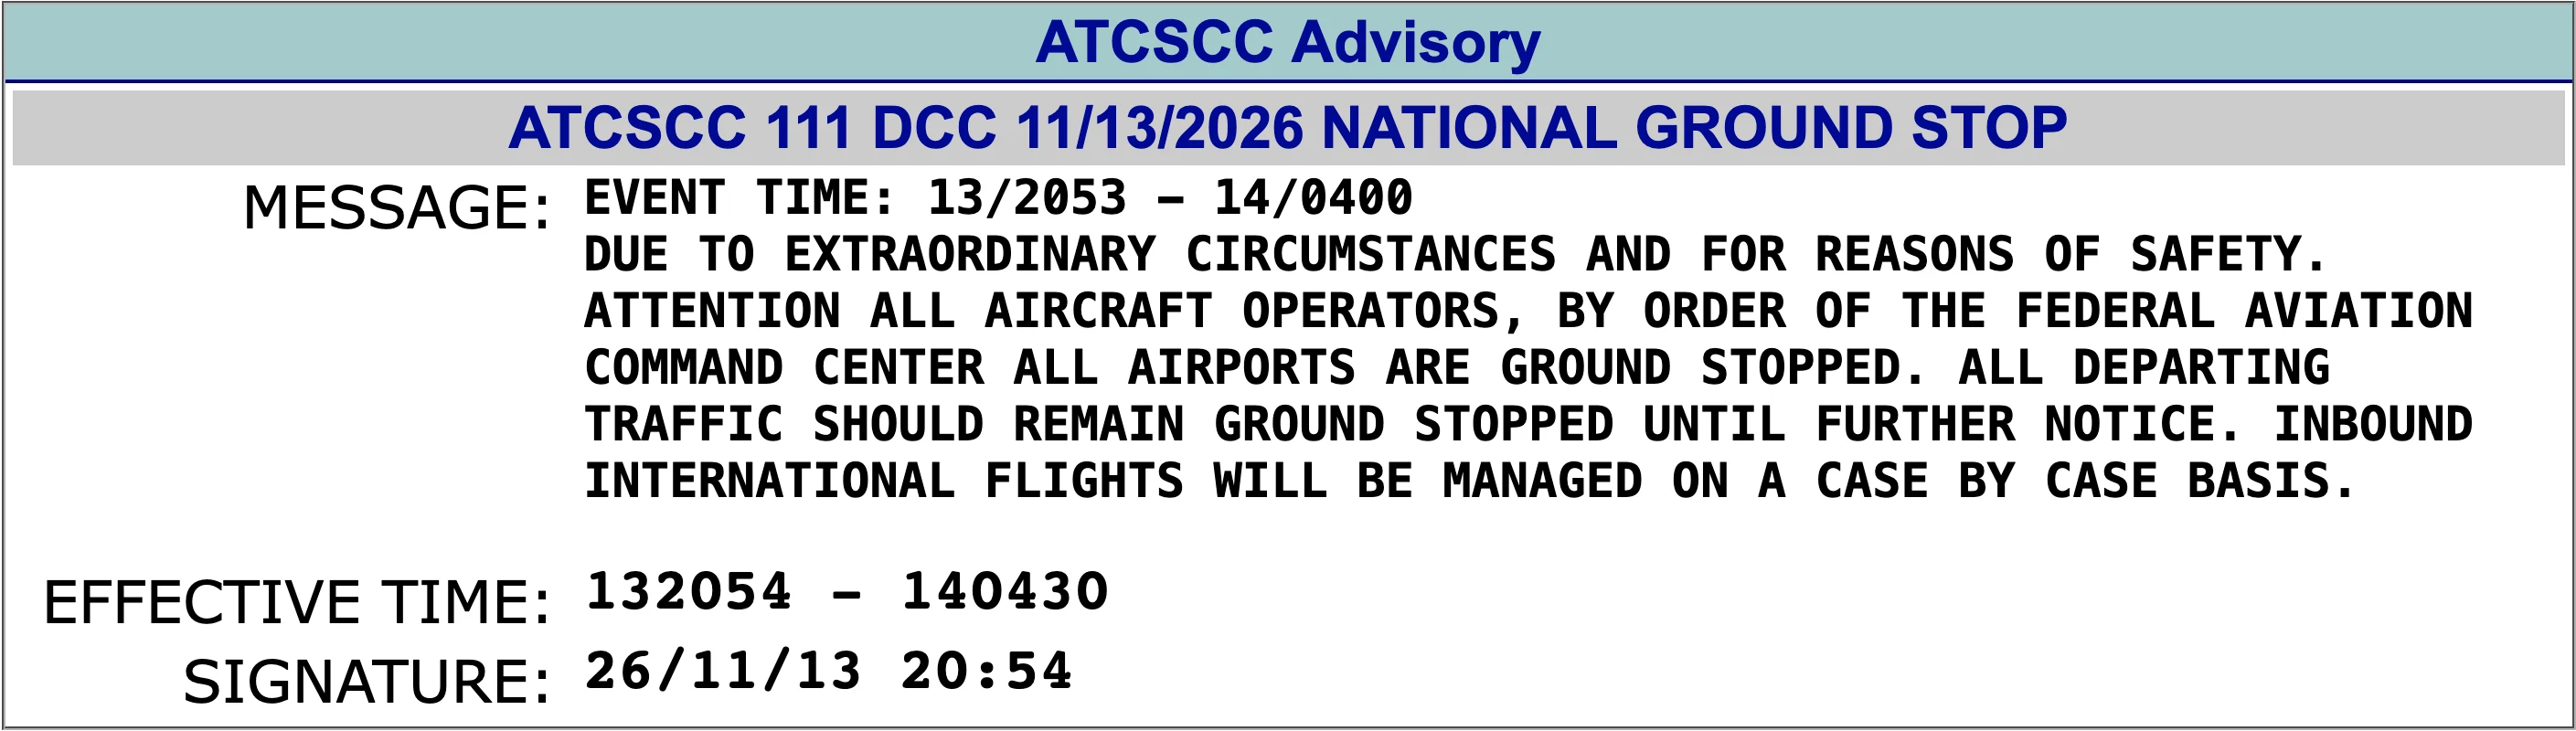 ATCSCC Advisory
ATCSCC 111 DCC 11/13/2026 NATIONAL GROUND STOP
MESSAGE: EVENT TIME: 13/2053 – 14/0400
DUE TO EXTRAORDINARY CIRCUMSTANCES AND FOR REASONS OF SAFETY.
ATTENTION ALL AIRCRAFT OPERATORS, BY ORDER OF THE FEDERAL AVIATION
COMMAND CENTER ALL AIRPORTS ARE GROUND STOPPED. ALL DEPARTING
TRAFFIC SHOULD REMAIN GROUND STOPPED UNTIL FURTHER NOTICE. INBOUND
INTERNATIONAL FLIGHTS WILL BE MANAGED ON A CASE BY CASE BASIS.
EFFECTIVE TIME: 132054 – 140430
SIGNATURE: 26/11/13 20:54